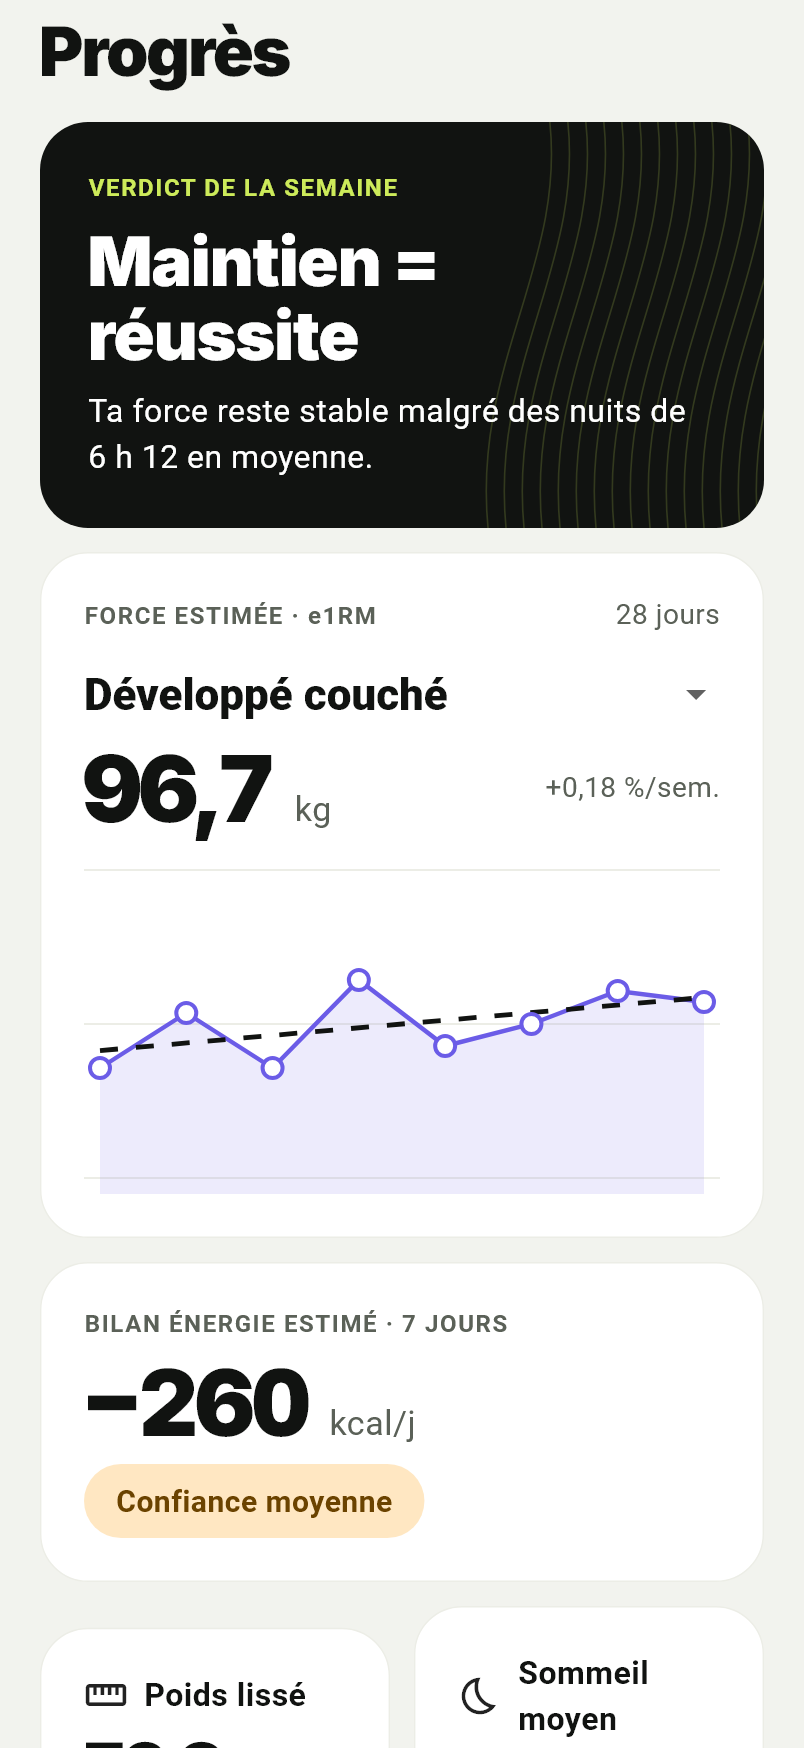 Progrès
VERDICT DE LA SEMAINE
Maintien =
réussite
Ta force reste stable malgré des nuits de
6 h 12 en moyenne.
FORCE ESTIMÉE · e1RM
28 jours
Développé couché
96,7 kg
+0,18 %/sem.
BILAN ÉNERGIE ESTIMÉ · 7 JOURS
−260 kcal/j
Confiance moyenne
Poids lissé
Sommeil
moyen